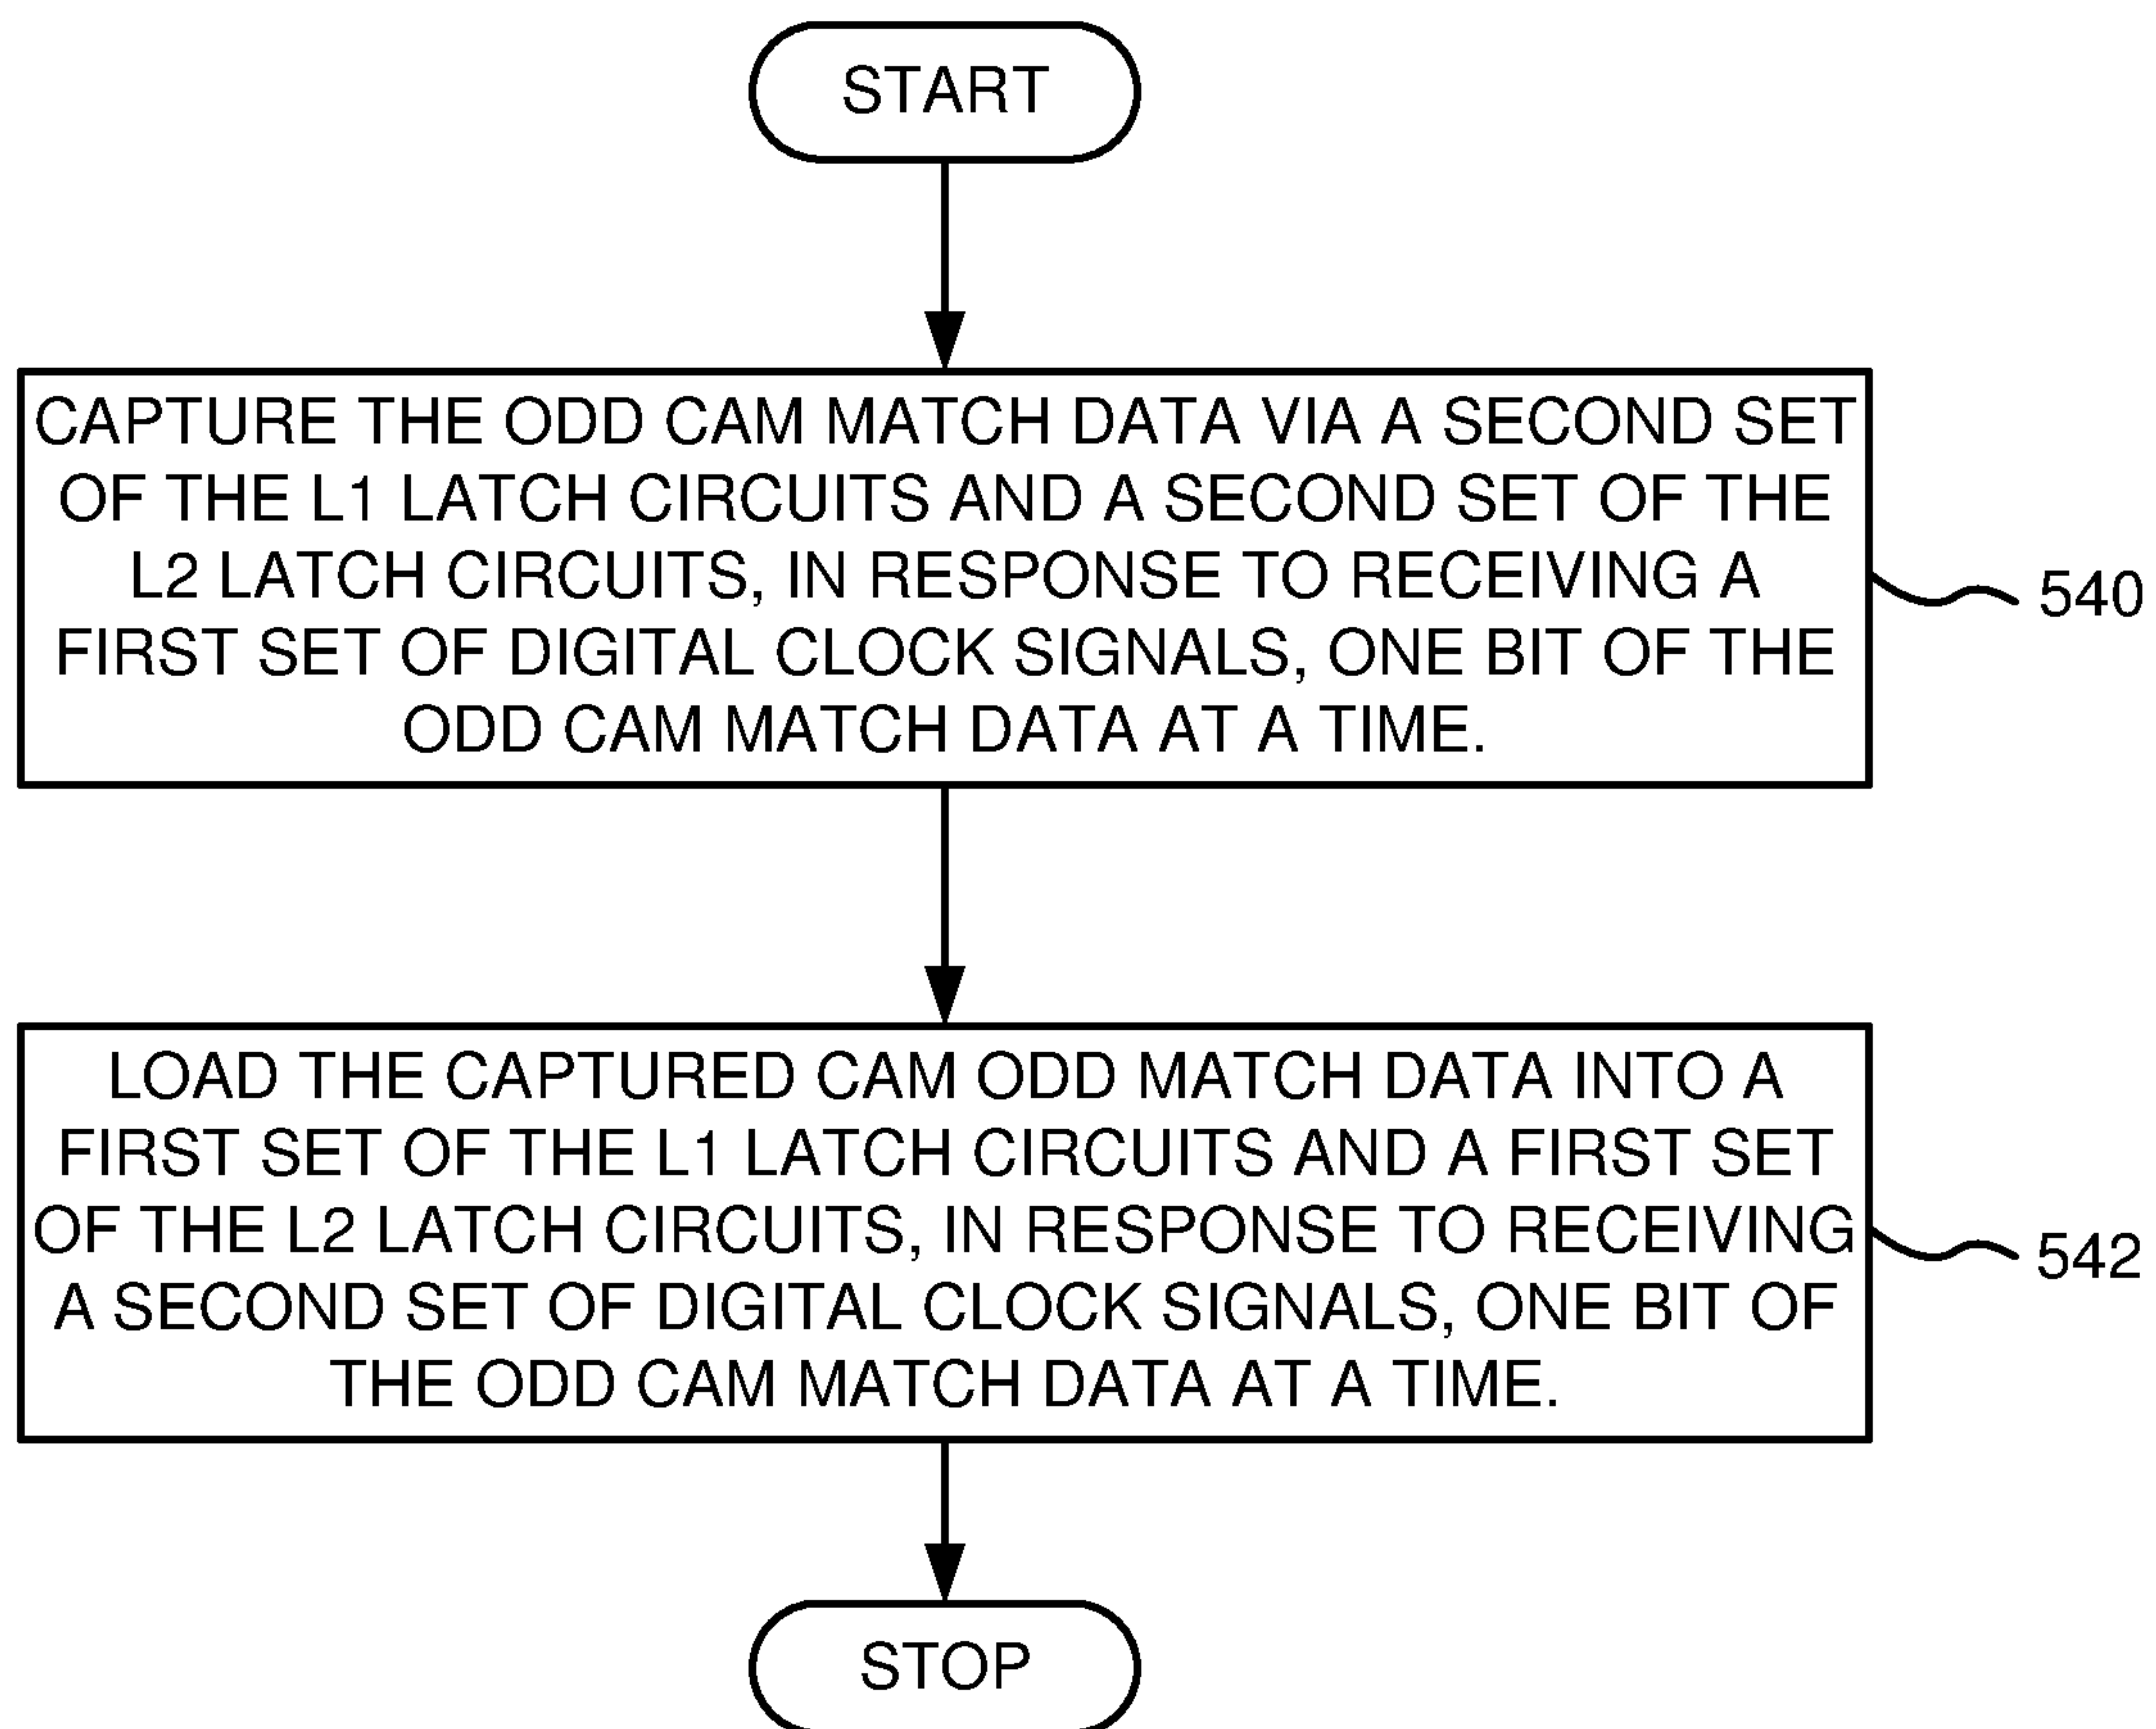 START
CAPTURE THE ODD CAM MATCH DATA VIA A SECOND SET
OF THE L1 LATCH CIRCUITS AND A SECOND SET OF THE
L2 LATCH CIRCUITS, IN RESPONSE TO RECEIVING A
FIRST SET OF DIGITAL CLOCK SIGNALS, ONE BIT OF THE
ODD CAM MATCH DATA AT A TIME.
540
LOAD THE CAPTURED CAM ODD MATCH DATA INTO A
FIRST SET OF THE L1 LATCH CIRCUITS AND A FIRST SET
OF THE L2 LATCH CIRCUITS, IN RESPONSE TO RECEIVING
A SECOND SET OF DIGITAL CLOCK SIGNALS, ONE BIT OF
THE ODD CAM MATCH DATA AT A TIME.
542
STOP